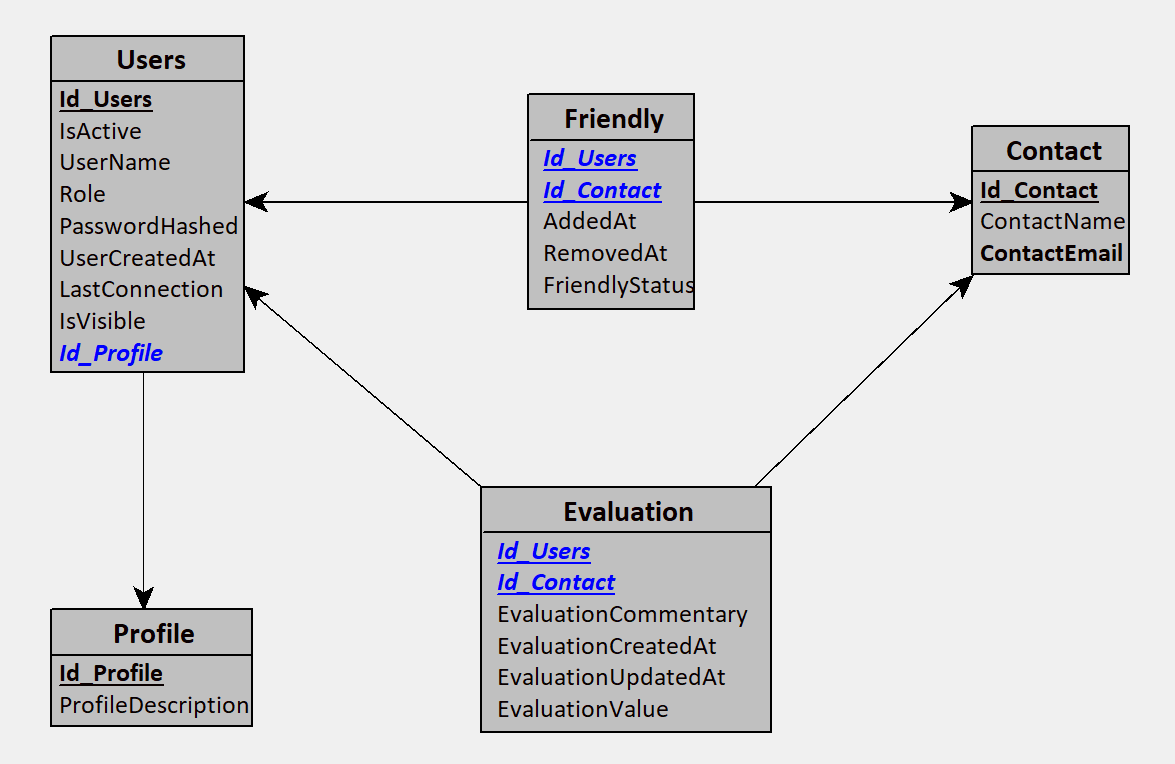 Users
Id_Users
IsActive
UserName
Role
PasswordHashed
UserCreatedAt
LastConnection
IsVisible
Id_Profile
Friendly
Id_Users
Id_Contact
AddedAt
RemovedAt
FriendlyStatus
Contact
Id_Contact
ContactName
ContactEmail
Evaluation
Id_Users
Id_Contact
EvaluationCommentary
EvaluationCreatedAt
EvaluationUpdatedAt
EvaluationValue
Profile
Id_Profile
ProfileDescription